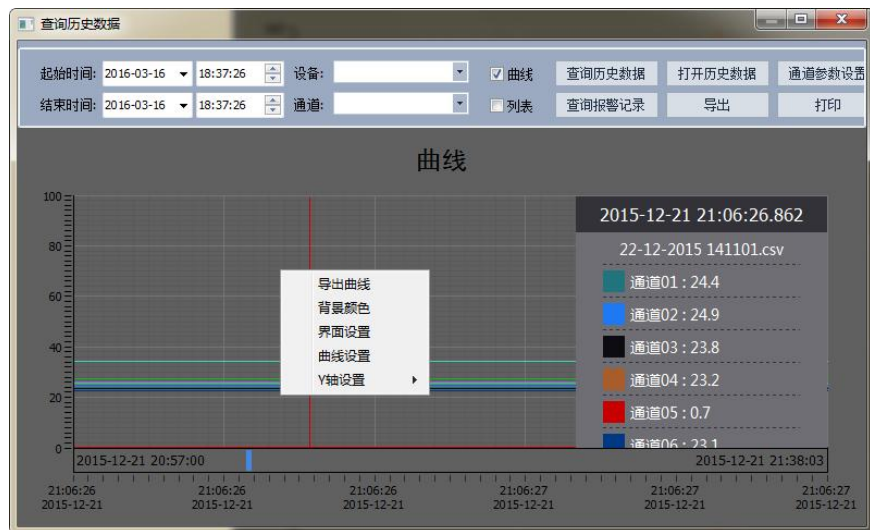 查询历史数据
起始时间: 2016-03-16 18:37:26 设备: 曲线 查询历史数据 打开历史数据 通道参数设置
结束时间: 2016-03-16 18:37:26 通道: 列表 查询报警记录 导出 打印
曲线
100
80
60
40
20
0
2015-12-21 21:06:26.862
22-12-2015 141101.csv
通道01 : 24.4
通道02 : 24.9
通道03 : 23.8
通道04 : 23.2
通道05 : 0.7
通道06 : 23.1
导出曲线
背景颜色
界面设置
曲线设置
Y轴设置
2015-12-21 20:57:00 2015-12-21 21:38:03
21:06:26 21:06:26 21:06:26 21:06:27 21:06:27 21:06:27
2015-12-21 2015-12-21 2015-12-21 2015-12-21 2015-12-21 2015-12-21